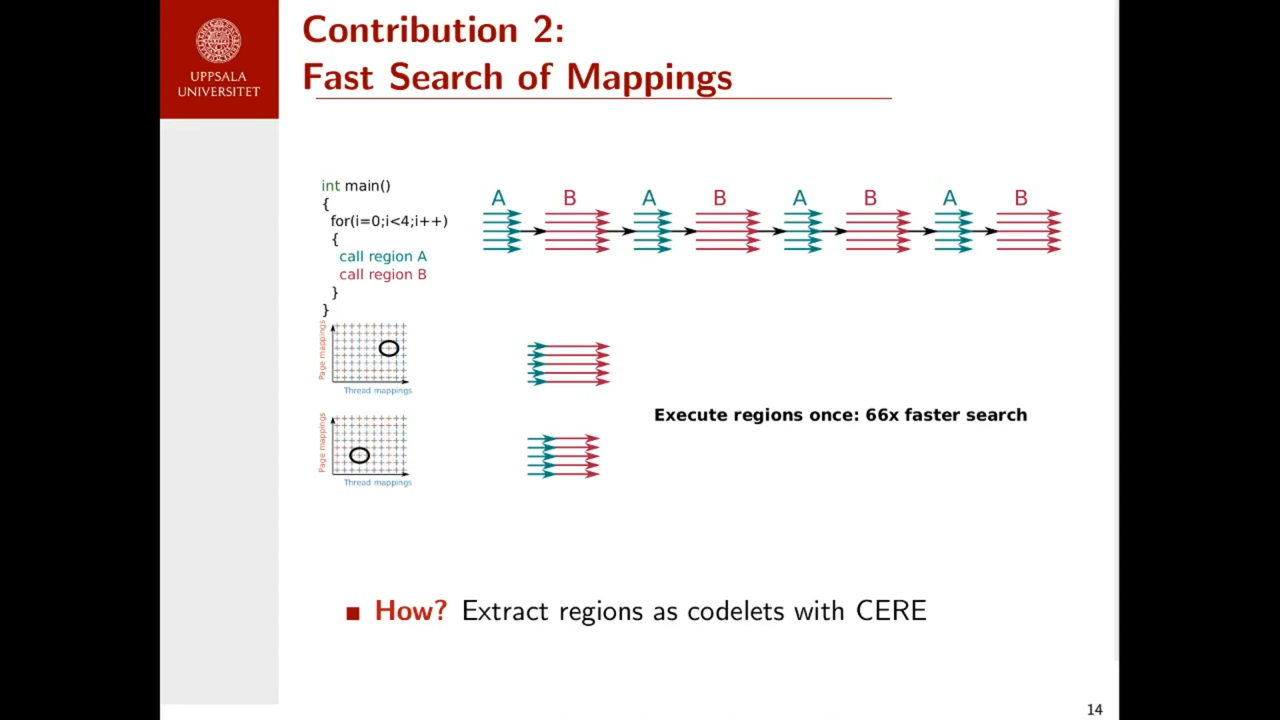 UPPSALA
UNIVERSITET
Contribution 2:
Fast Search of Mappings
int main()
{
for(i=0;i<4;i++)
{
call region A
call region B
}
}
A B A B A B A B
Page mappings
Thread mappings
Page mappings
Thread mappings
Execute regions once: 66x faster search
How? Extract regions as codelets with CERE
14